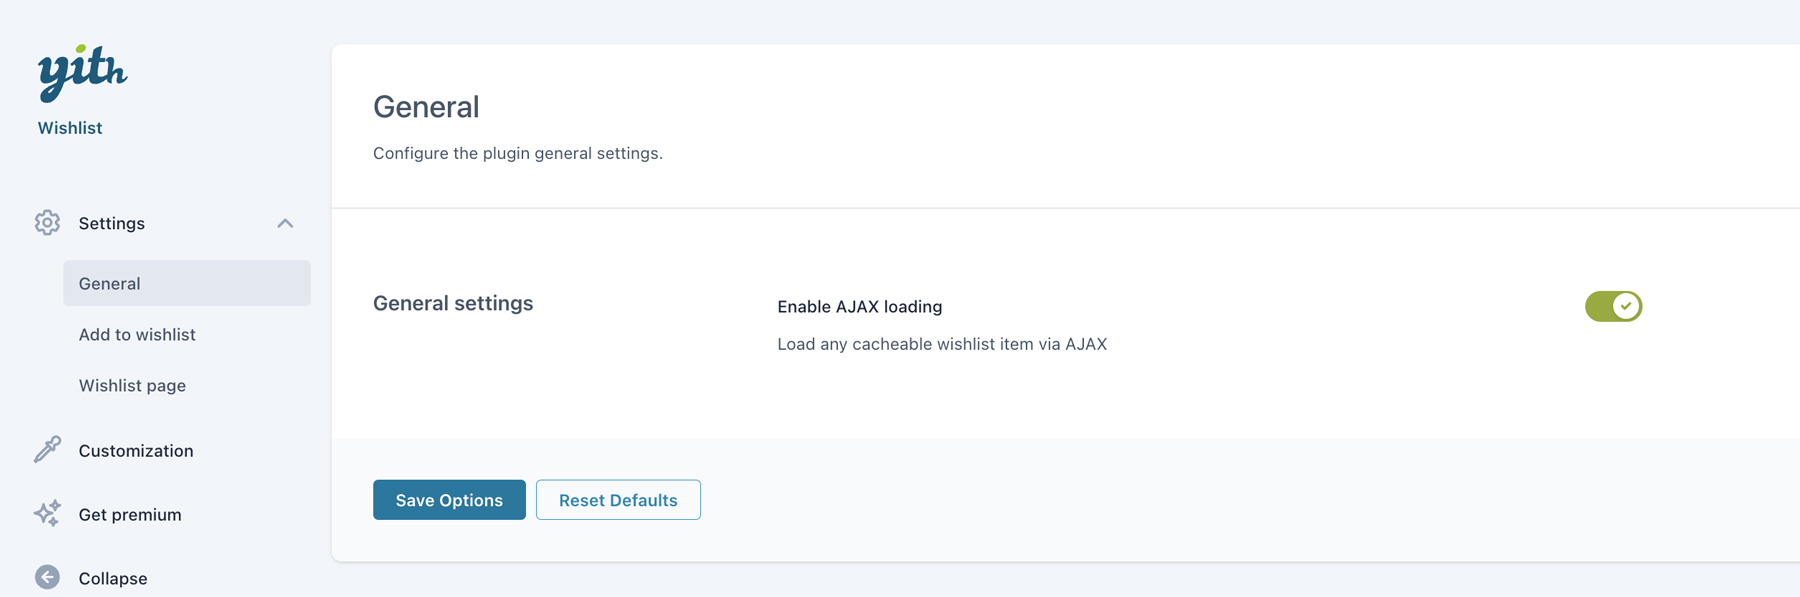 yith
Wishlist
Settings
General
Add to wishlist
Wishlist page
Customization
Get premium
Collapse
General
Configure the plugin general settings.
General settings
Enable AJAX loading
Load any cacheable wishlist item via AJAX
Save Options
Reset Defaults